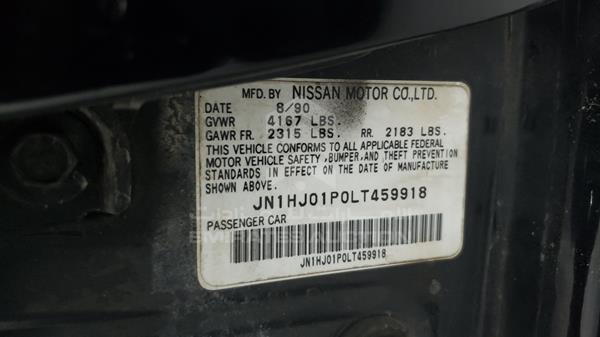 MFD. BY NISSAN MOTOR CO.,LTD.
DATE 8/90
GVWR 4167 LBS.
GAWR FR. 2315 LBS. RR. 2183 LBS.
THIS VEHICLE CONFORMS TO ALL APPLICABLE FEDERAL
MOTOR VEHICLE SAFETY, BUMPER, AND THEFT PREVENTION
STANDARDS IN EFFECT ON THE DATE OF MANUFACTURE
SHOWN ABOVE.
JN1HJ01P0LT459918
PASSENGER CAR
JN1HJ01P0LT459918